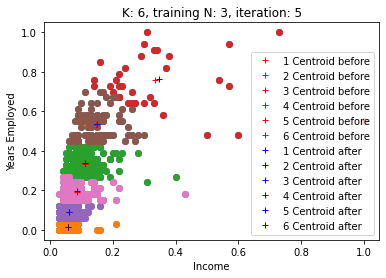 K: 6, training N: 3, iteration: 5
Years Employed
1.0
0.8
0.6
0.4
0.2
0.0
1 Centroid before
2 Centroid before
3 Centroid before
4 Centroid before
5 Centroid before
6 Centroid before
1 Centroid after
2 Centroid after
3 Centroid after
4 Centroid after
5 Centroid after
6 Centroid after
0.0 0.2 0.4 0.6 0.8 1.0
Income